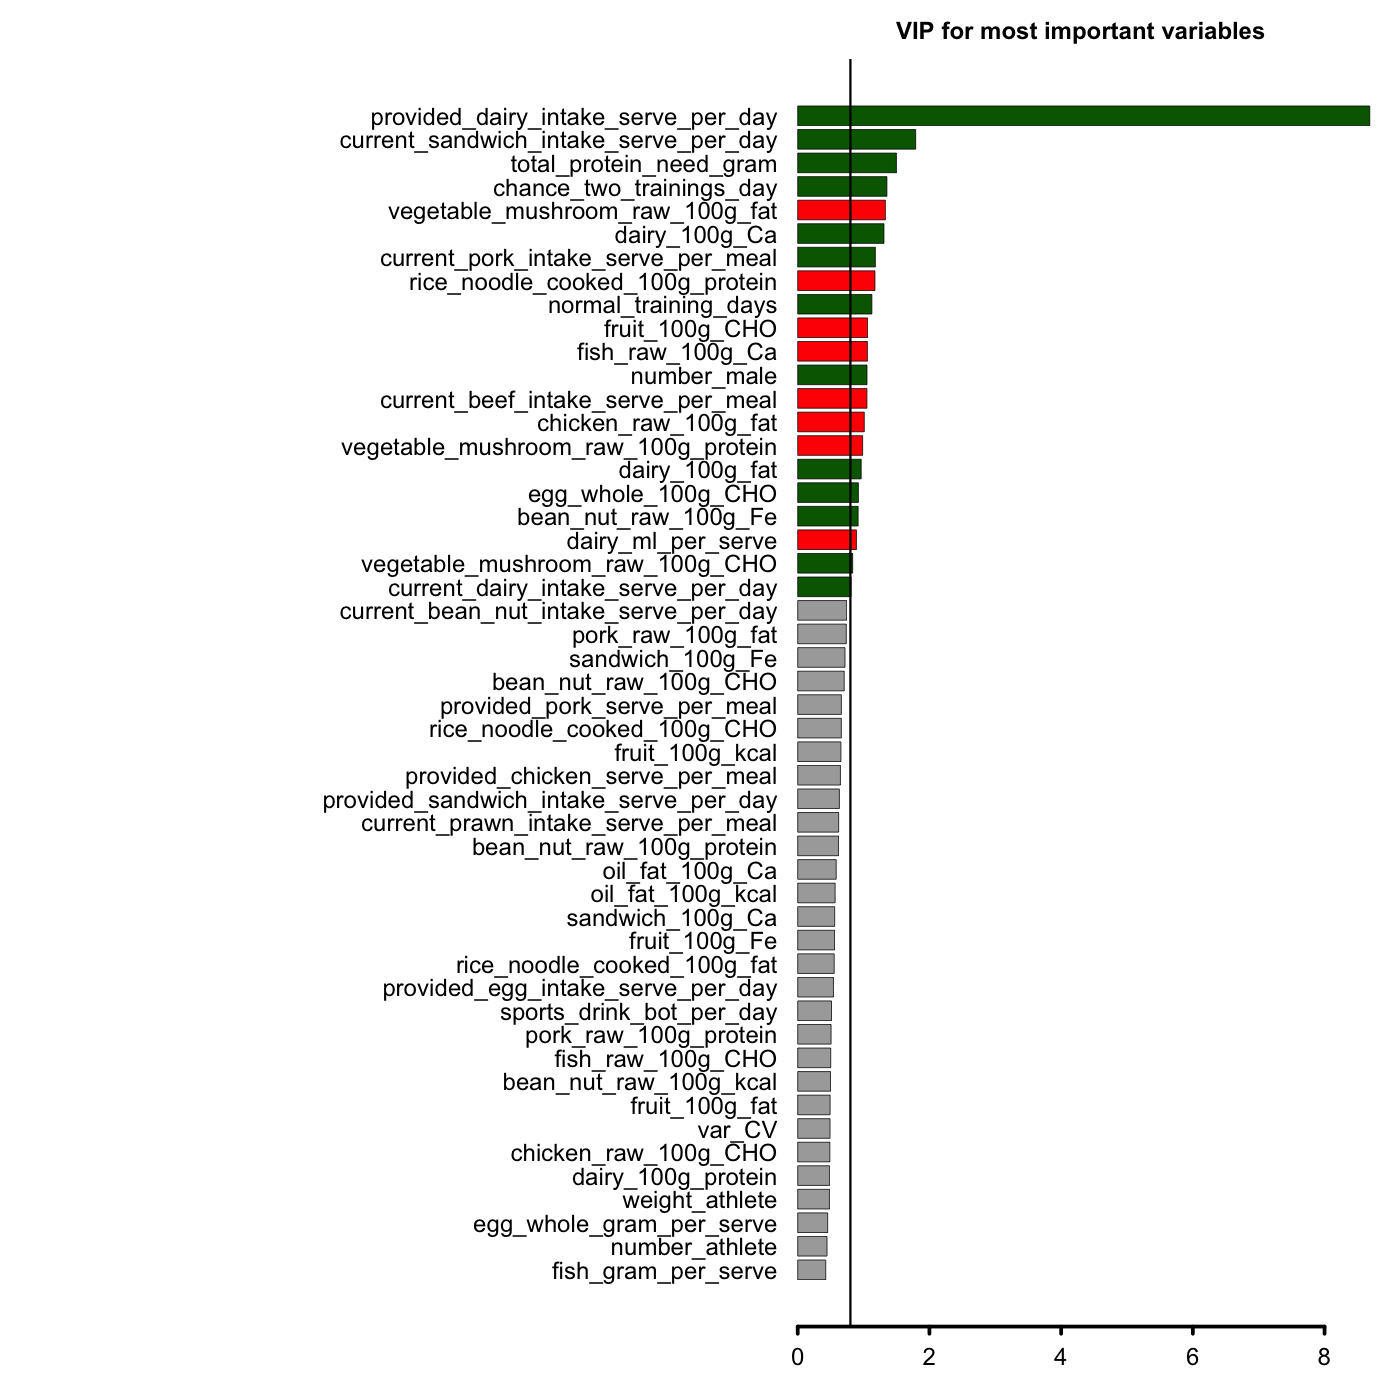 VIP for most important variables
provided_dairy_intake_serve_per_day
current_sandwich_intake_serve_per_day
total_protein_need_gram
chance_two_trainings_day
vegetable_mushroom_raw_100g_fat
dairy_100g_Ca
current_pork_intake_serve_per_meal
rice_noodle_cooked_100g_protein
normal_training_days
fruit_100g_CHO
fish_raw_100g_Ca
number_male
current_beef_intake_serve_per_meal
chicken_raw_100g_fat
vegetable_mushroom_raw_100g_protein
dairy_100g_fat
egg_whole_100g_CHO
bean_nut_raw_100g_Fe
dairy_ml_per_serve
vegetable_mushroom_raw_100g_CHO
current_dairy_intake_serve_per_day
current_bean_nut_intake_serve_per_day
pork_raw_100g_fat
sandwich_100g_Fe
bean_nut_raw_100g_CHO
provided_pork_serve_per_meal
rice_noodle_cooked_100g_CHO
fruit_100g_kcal
provided_chicken_serve_per_meal
provided_sandwich_intake_serve_per_day
current_prawn_intake_serve_per_meal
bean_nut_raw_100g_protein
oil_fat_100g_Ca
oil_fat_100g_kcal
sandwich_100g_Ca
fruit_100g_Fe
rice_noodle_cooked_100g_fat
provided_egg_intake_serve_per_day
sports_drink_bot_per_day
pork_raw_100g_protein
fish_raw_100g_CHO
bean_nut_raw_100g_kcal
fruit_100g_fat
var_CV
chicken_raw_100g_CHO
dairy_100g_protein
weight_athlete
egg_whole_gram_per_serve
number_athlete
fish_gram_per_serve
0 2 4 6 8